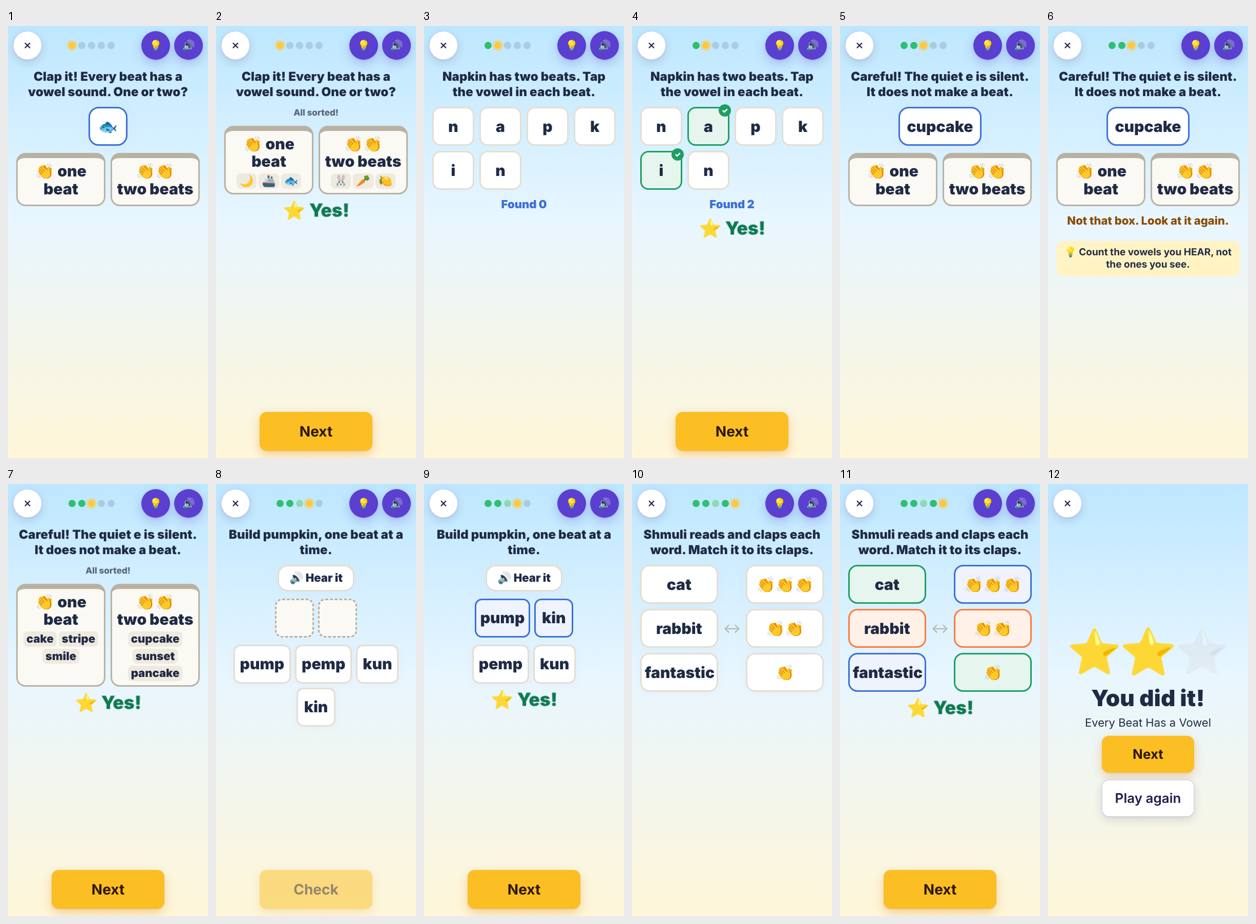 1
Clap it! Every beat has a
vowel sound. One or two?
one
beat
two beats
2
Clap it! Every beat has a
vowel sound. One or two?
All sorted!
one
beat
two beats
Yes!
Next
3
Napkin has two beats. Tap
the vowel in each beat.
n a p k
i n
Found 0
4
Napkin has two beats. Tap
the vowel in each beat.
n a p k
i n
Found 2
Yes!
Next
5
Careful! The quiet e is silent.
It does not make a beat.
cupcake
one
beat
two beats
6
Careful! The quiet e is silent.
It does not make a beat.
cupcake
one
beat
two beats
Not that box. Look at it again.
Count the vowels you HEAR, not
the ones you see.
7
Careful! The quiet e is silent.
It does not make a beat.
All sorted!
one
beat
cake stripe
smile
two beats
cupcake
sunset
pancake
Yes!
Next
8
Build pumpkin, one beat at a
time.
Hear it
pump pemp kun
kin
Check
9
Build pumpkin, one beat at a
time.
Hear it
pump kin
pemp kun
Yes!
Next
10
Shmuli reads and claps each
word. Match it to its claps.
cat
rabbit
fantastic
11
Shmuli reads and claps each
word. Match it to its claps.
cat
rabbit
fantastic
Yes!
Next
12
You did it!
Every Beat Has a Vowel
Next
Play again